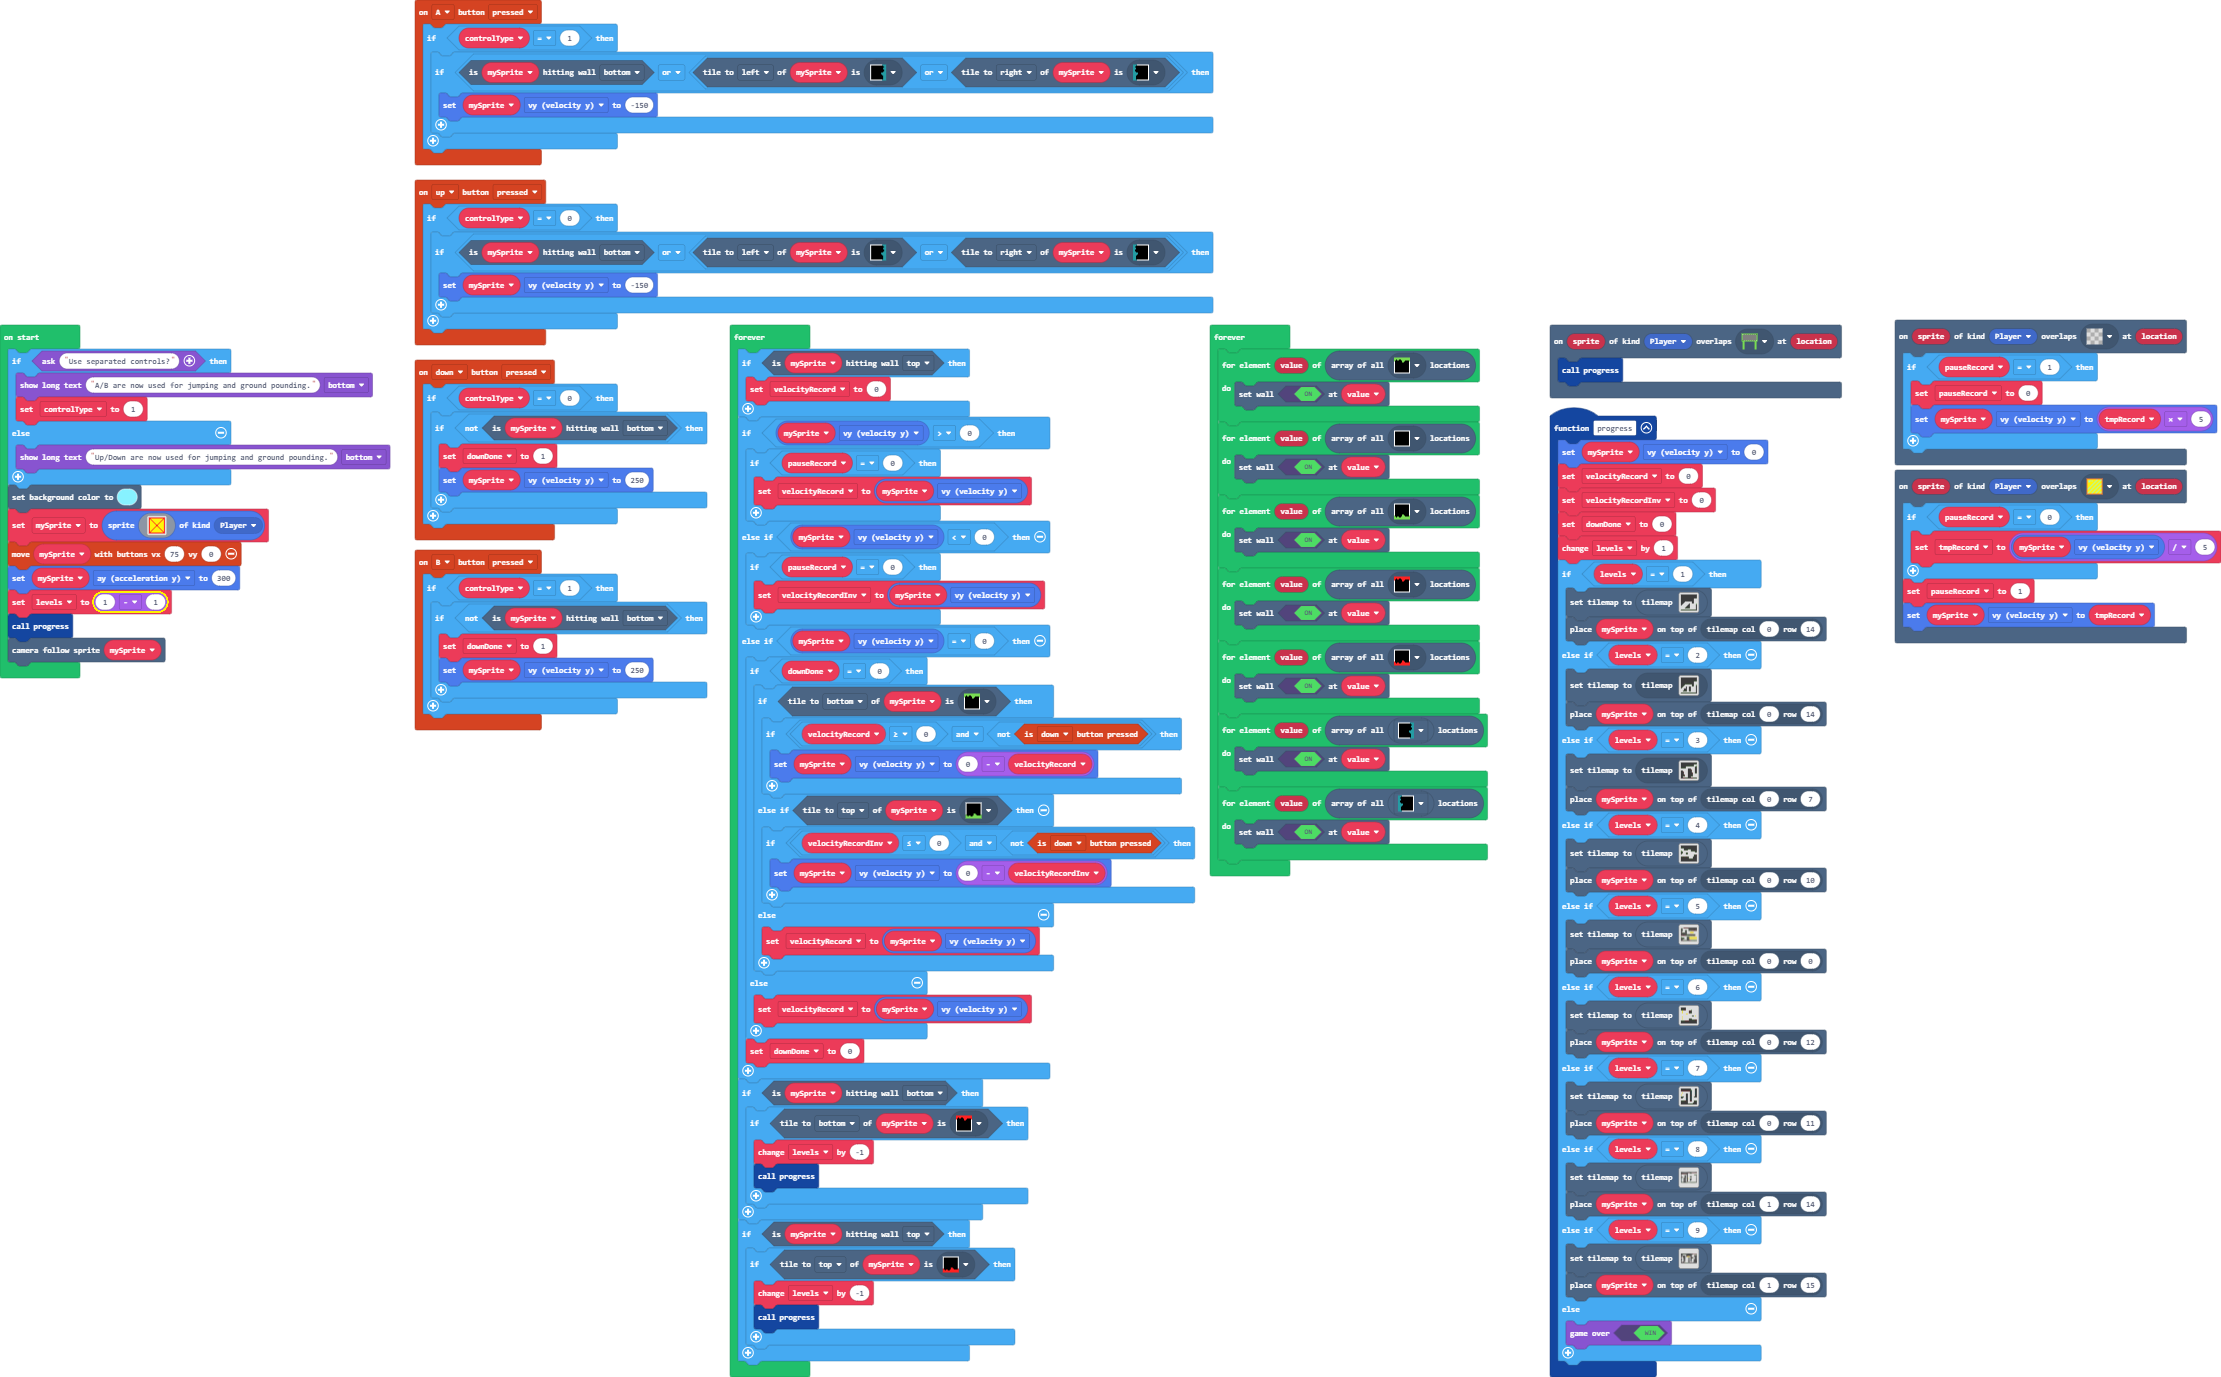 on start
if ask "Use separated controls?" then
show long text "A/B are now used for jumping and ground pounding." bottom
set controlType to 1
else
show long text "Up/Down are now used for jumping and ground pounding." bottom
set background color to
set mySprite to sprite of kind Player
move mySprite with buttons vx 75 vy 0
set mySprite ay (acceleration y) to 300
set levels to 1 - 1
call progress
camera follow sprite mySprite
on A button pressed
if controlType = 1 then
if is mySprite hitting wall bottom or tile to left of mySprite is or tile to right of mySprite is then
set mySprite vy (velocity y) to -150
on up button pressed
if controlType = 0 then
if is mySprite hitting wall bottom or tile to left of mySprite is or tile to right of mySprite is then
set mySprite vy (velocity y) to -150
on down button pressed
if controlType = 0 then
if not is mySprite hitting wall bottom then
set downDone to 1
set mySprite vy (velocity y) to 250
on B button pressed
if controlType = 1 then
if not is mySprite hitting wall bottom then
set downDone to 1
set mySprite vy (velocity y) to 250
forever
if is mySprite hitting wall top then
set velocityRecord to 0
if mySprite vy (velocity y) > 0 then
if pauseRecord = 0 then
set velocityRecord to mySprite vy (velocity y)
else if mySprite vy (velocity y) < 0 then
if pauseRecord = 0 then
set velocityRecordInv to mySprite vy (velocity y)
else if mySprite vy (velocity y) = 0 then
if downDone = 0 then
if tile to bottom of mySprite is then
if velocityRecord ≥ 0 and not is down button pressed then
set mySprite vy (velocity y) to 0 - velocityRecord
else if tile to top of mySprite is then
if velocityRecordInv ≤ 0 and not is down button pressed then
set mySprite vy (velocity y) to 0 - velocityRecordInv
else
set velocityRecord to mySprite vy (velocity y)
else
set velocityRecord to mySprite vy (velocity y)
set downDone to 0
if is mySprite hitting wall bottom then
if tile to bottom of mySprite is then
change levels by -1
call progress
if is mySprite hitting wall top then
if tile to top of mySprite is then
change levels by -1
call progress
forever
for element value of array of all locations
do set wall ON at value
for element value of array of all locations
do set wall ON at value
for element value of array of all locations
do set wall ON at value
for element value of array of all locations
do set wall ON at value
for element value of array of all locations
do set wall ON at value
for element value of array of all locations
do set wall ON at value
for element value of array of all locations
do set wall ON at value
on sprite of kind Player overlaps at location
call progress
function progress
set mySprite vy (velocity y) to 0
set velocityRecord to 0
set velocityRecordInv to 0
set downDone to 0
change levels by 1
if levels = 1 then
set tilemap to tilemap
place mySprite on top of tilemap col 0 row 14
else if levels = 2 then
set tilemap to tilemap
place mySprite on top of tilemap col 0 row 14
else if levels = 3 then
set tilemap to tilemap
place mySprite on top of tilemap col 0 row 7
else if levels = 4 then
set tilemap to tilemap
place mySprite on top of tilemap col 0 row 10
else if levels = 5 then
set tilemap to tilemap
place mySprite on top of tilemap col 0 row 0
else if levels = 6 then
set tilemap to tilemap
place mySprite on top of tilemap col 0 row 12
else if levels = 7 then
set tilemap to tilemap
place mySprite on top of tilemap col 0 row 11
else if levels = 8 then
set tilemap to tilemap
place mySprite on top of tilemap col 1 row 14
else if levels = 9 then
set tilemap to tilemap
place mySprite on top of tilemap col 1 row 15
else
game over WIN
on sprite of kind Player overlaps at location
if pauseRecord = 1 then
set pauseRecord to 0
set mySprite vy (velocity y) to tmpRecord × 5
on sprite of kind Player overlaps at location
if pauseRecord = 0 then
set tmpRecord to mySprite vy (velocity y) / 5
set pauseRecord to 1
set mySprite vy (velocity y) to tmpRecord